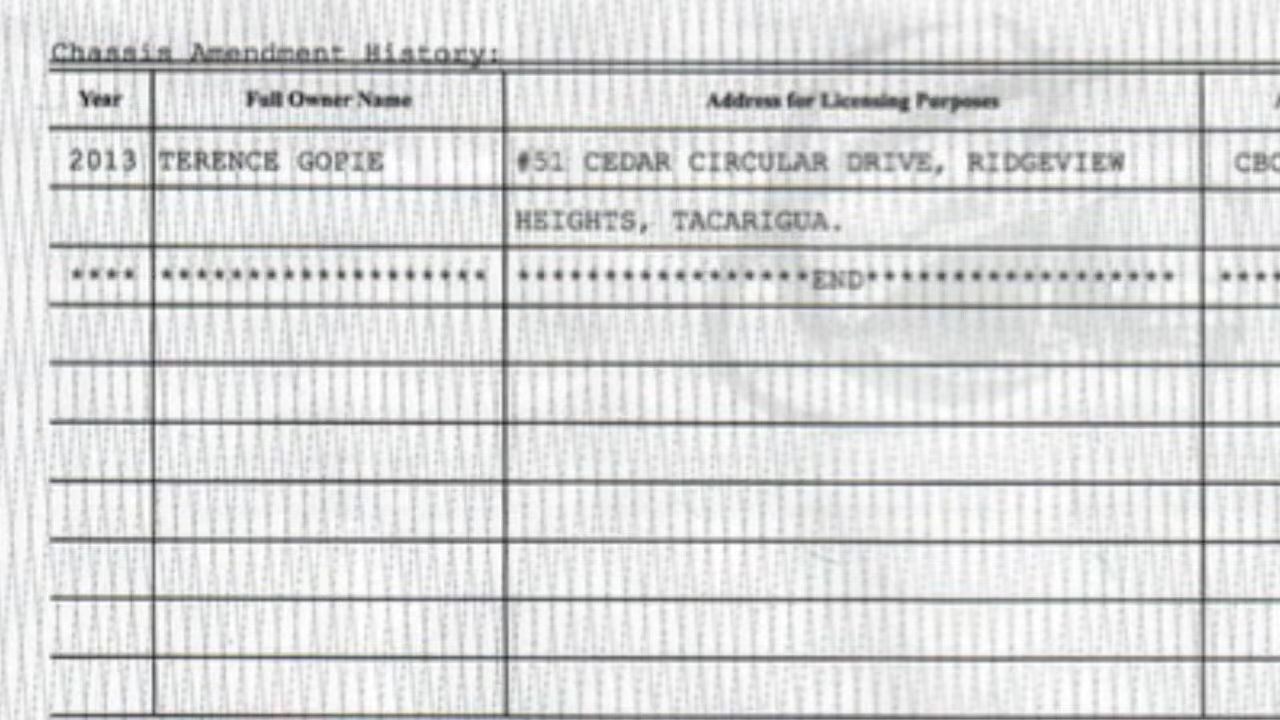 Chassis Amendment History:
Year Full Owner Name Address for Licensing Purposes
2013 TERENCE GOPIE #51 CEDAR CIRCULAR DRIVE, RIDGEVIEW
HEIGHTS, TACARIGUA.
**** ******************* *****************END****************** ****